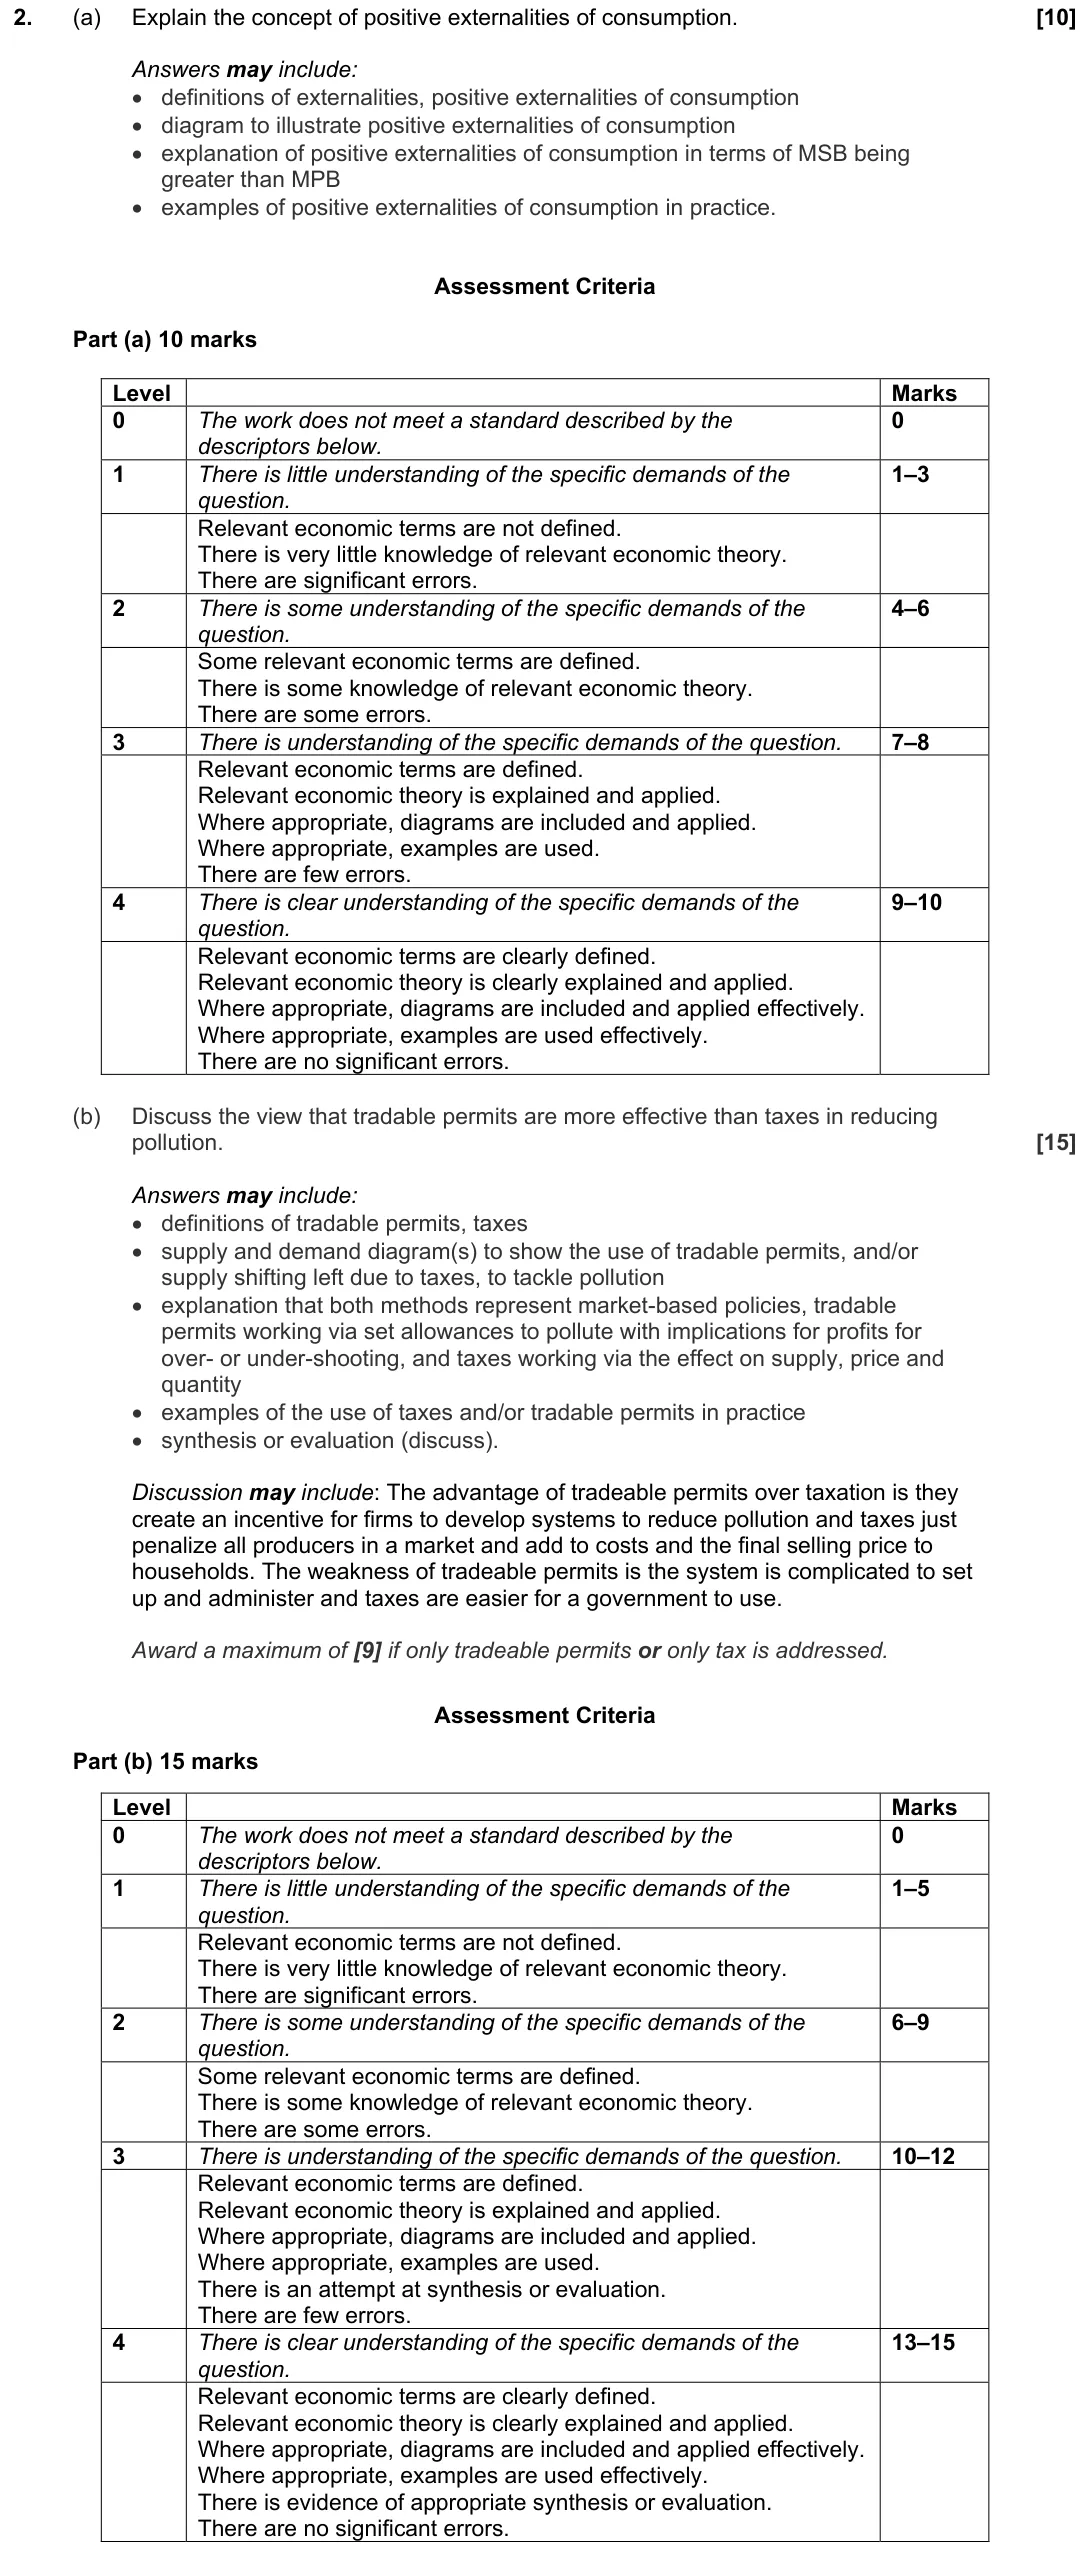 2. (a) Explain the concept of positive externalities of consumption. [10]
Answers may include:
• definitions of externalities, positive externalities of consumption
• diagram to illustrate positive externalities of consumption
• explanation of positive externalities of consumption in terms of MSB being
greater than MPB
• examples of positive externalities of consumption in practice.
Assessment Criteria
Part (a) 10 marks
Level Marks
0 The work does not meet a standard described by the 0
descriptors below.
1 There is little understanding of the specific demands of the 1–3
question.
Relevant economic terms are not defined.
There is very little knowledge of relevant economic theory.
There are significant errors.
2 There is some understanding of the specific demands of the 4–6
question.
Some relevant economic terms are defined.
There is some knowledge of relevant economic theory.
There are some errors.
3 There is understanding of the specific demands of the question. 7–8
Relevant economic terms are defined.
Relevant economic theory is explained and applied.
Where appropriate, diagrams are included and applied.
Where appropriate, examples are used.
There are few errors.
4 There is clear understanding of the specific demands of the 9–10
question.
Relevant economic terms are clearly defined.
Relevant economic theory is clearly explained and applied.
Where appropriate, diagrams are included and applied effectively.
Where appropriate, examples are used effectively.
There are no significant errors.
(b) Discuss the view that tradable permits are more effective than taxes in reducing
pollution. [15]
Answers may include:
• definitions of tradable permits, taxes
• supply and demand diagram(s) to show the use of tradable permits, and/or
supply shifting left due to taxes, to tackle pollution
• explanation that both methods represent market-based policies, tradable
permits working via set allowances to pollute with implications for profits for
over- or under-shooting, and taxes working via the effect on supply, price and
quantity
• examples of the use of taxes and/or tradable permits in practice
• synthesis or evaluation (discuss).
Discussion may include: The advantage of tradeable permits over taxation is they
create an incentive for firms to develop systems to reduce pollution and taxes just
penalize all producers in a market and add to costs and the final selling price to
households. The weakness of tradeable permits is the system is complicated to set
up and administer and taxes are easier for a government to use.
Award a maximum of [9] if only tradeable permits or only tax is addressed.
Assessment Criteria
Part (b) 15 marks
Level Marks
0 The work does not meet a standard described by the 0
descriptors below.
1 There is little understanding of the specific demands of the 1–5
question.
Relevant economic terms are not defined.
There is very little knowledge of relevant economic theory.
There are significant errors.
2 There is some understanding of the specific demands of the 6–9
question.
Some relevant economic terms are defined.
There is some knowledge of relevant economic theory.
There are some errors.
3 There is understanding of the specific demands of the question. 10–12
Relevant economic terms are defined.
Relevant economic theory is explained and applied.
Where appropriate, diagrams are included and applied.
Where appropriate, examples are used.
There is an attempt at synthesis or evaluation.
There are few errors.
4 There is clear understanding of the specific demands of the 13–15
question.
Relevant economic terms are clearly defined.
Relevant economic theory is clearly explained and applied.
Where appropriate, diagrams are included and applied effectively.
Where appropriate, examples are used effectively.
There is evidence of appropriate synthesis or evaluation.
There are no significant errors.